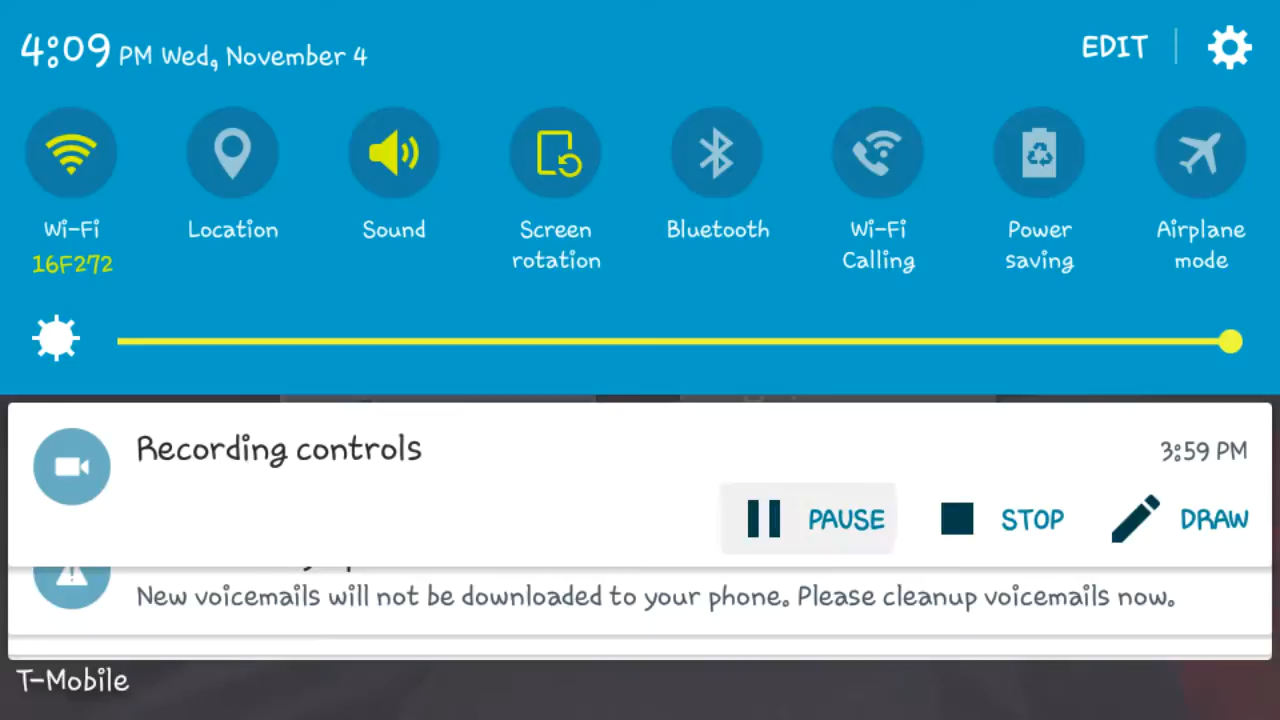 4:09 PM Wed, November 4
EDIT
Wi-Fi
16F272
Location
Sound
Screen
rotation
Bluetooth
Wi-Fi
Calling
Power
saving
Airplane
mode
Recording controls
3:59 PM
PAUSE
STOP
DRAW
New voicemails will not be downloaded to your phone. Please cleanup voicemails now.
T-Mobile